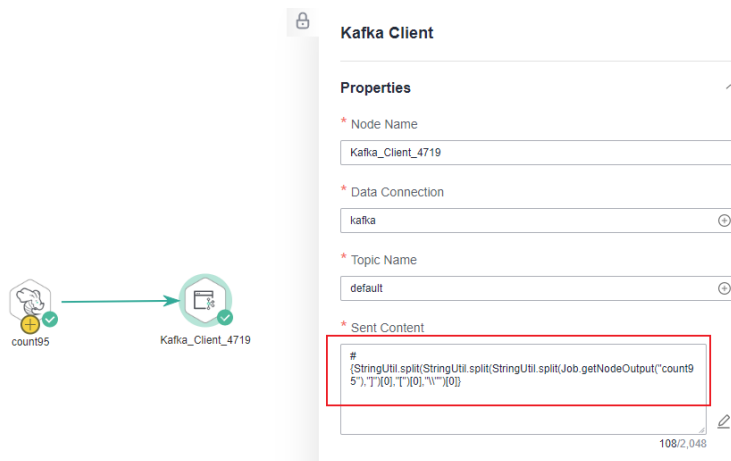 Kafka Client
Properties
* Node Name
Kafka_Client_4719
* Data Connection
kafka
* Topic Name
default
* Sent Content
#
{StringUtil.split(StringUtil.split(StringUtil.split(Job.getNodeOutput("count9
5"),"]")[0],"[")[0],"\\"")[0]}
108/2,048
count95
Kafka_Client_4719